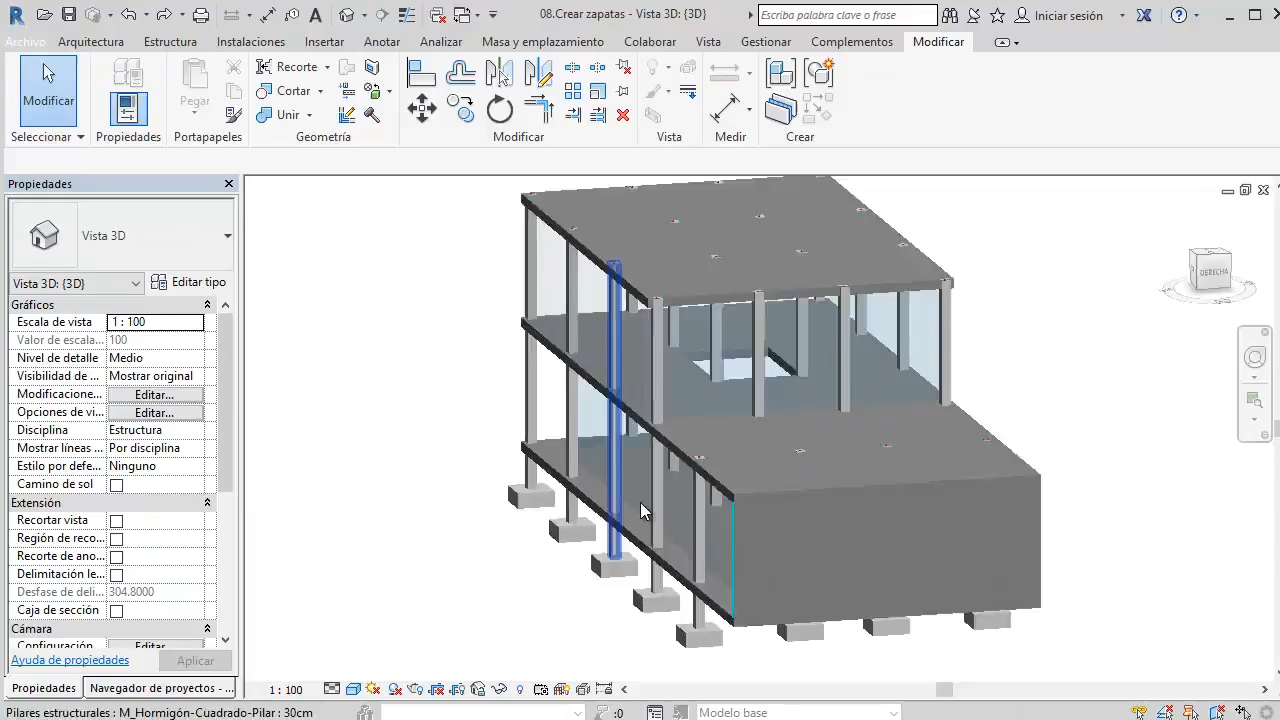 08.Crear zapatas - Vista 3D: {3D}
Escriba palabra clave o frase
Iniciar sesión
Archivo
Arquitectura
Estructura
Instalaciones
Insertar
Anotar
Analizar
Masa y emplazamiento
Colaborar
Vista
Gestionar
Complementos
Modificar
Modificar
Seleccionar
Propiedades
Pegar
Portapapeles
Recorte
Cortar
Unir
Geometría
Modificar
Vista
Medir
Crear
Propiedades
Vista 3D
Vista 3D: {3D}
Editar tipo
Gráficos
Escala de vista
1 : 100
Valor de escala...
100
Nivel de detalle
Medio
Visibilidad de ...
Mostrar original
Modificacione...
Editar...
Opciones de vi...
Editar...
Disciplina
Estructura
Mostrar líneas ...
Por disciplina
Estilo por defe...
Ninguno
Camino de sol
Extensión
Recortar vista
Región de reco...
Recorte de ano...
Delimitación le...
Desfase de deli...
304.8000
Caja de sección
Cámara
Configuración
Editar...
Ayuda de propiedades
Aplicar
Propiedades
Navegador de proyectos - ...
DERECHA
1 : 100
Pilares estructurales : M_Hormigón-Cuadrado-Pilar : 30cm
:0
Modelo base